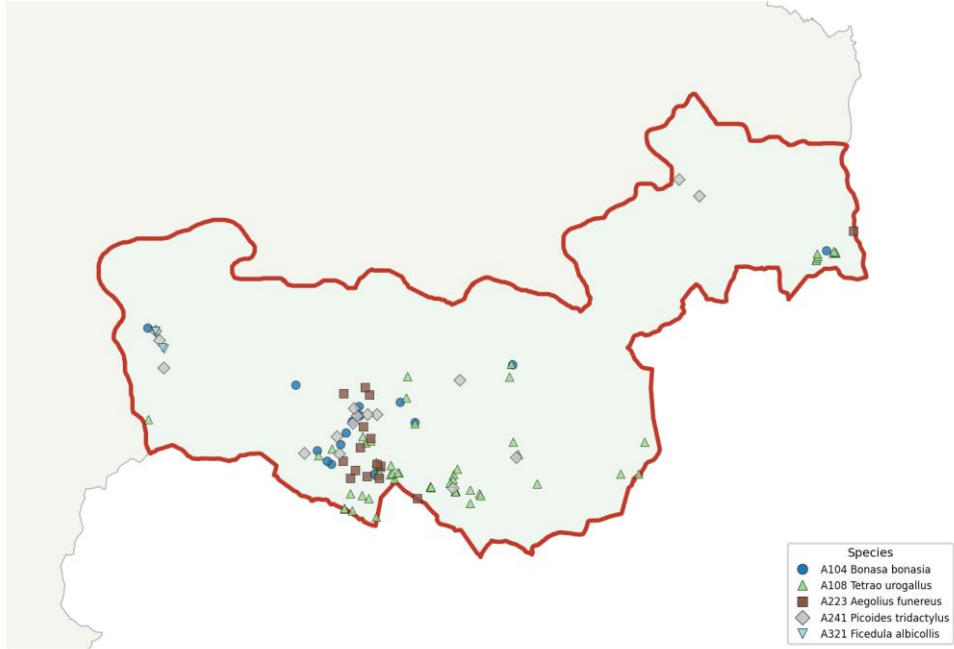 Species
A104 Bonasa bonasia
A108 Tetrao urogallus
A223 Aegolius funereus
A241 Picoides tridactylus
A321 Ficedula albicollis